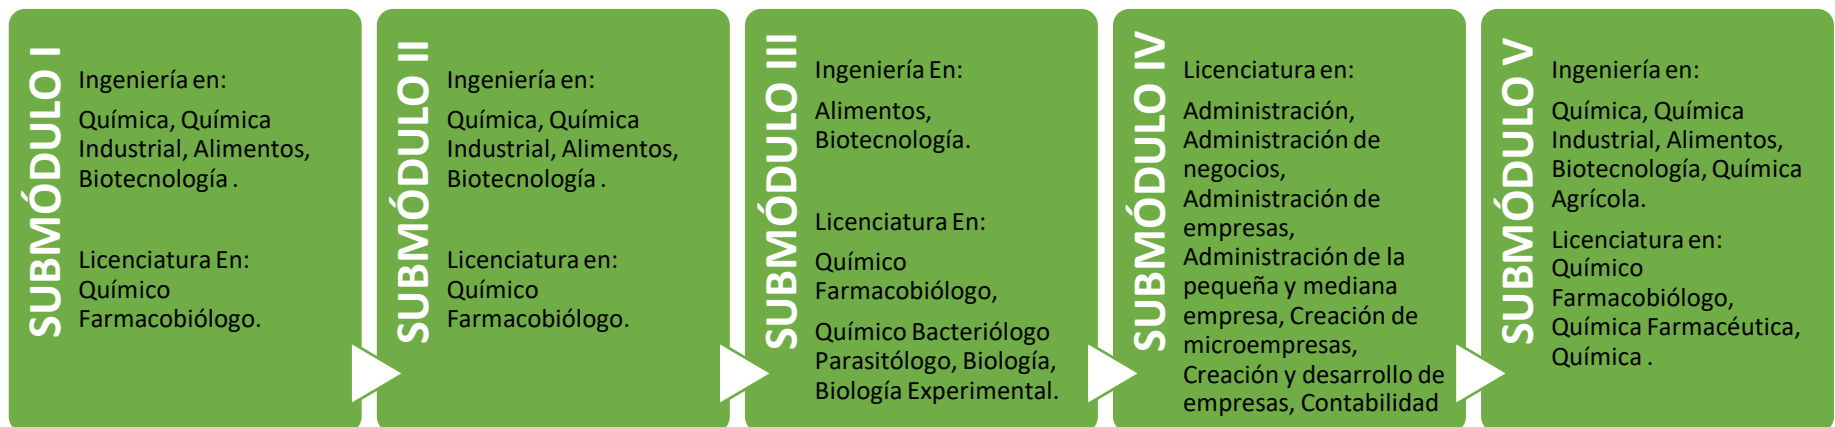 SUBMÓDULO I
Ingeniería en:
Química, Química
Industrial, Alimentos,
Biotecnología .
Licenciatura En:
Químico
Farmacobiólogo.
SUBMÓDULO II
Ingeniería en:
Química, Química
Industrial, Alimentos,
Biotecnología .
Licenciatura en:
Químico
Farmacobiólogo.
SUBMÓDULO III
Ingeniería En:
Alimentos,
Biotecnología.
Licenciatura En:
Químico
Farmacobiólogo,
Químico Bacteriólogo
Parasitólogo, Biología,
Biología Experimental.
SUBMÓDULO IV
Licenciatura en:
Administración,
Administración de
negocios,
Administración de
empresas,
Administración de la
pequeña y mediana
empresa, Creación de
microempresas,
Creación y desarrollo de
empresas, Contabilidad
SUBMÓDULO V
Ingeniería en:
Química, Química
Industrial, Alimentos,
Biotecnología, Química
Agrícola.
Licenciatura en:
Químico
Farmacobiólogo,
Química Farmacéutica,
Química .